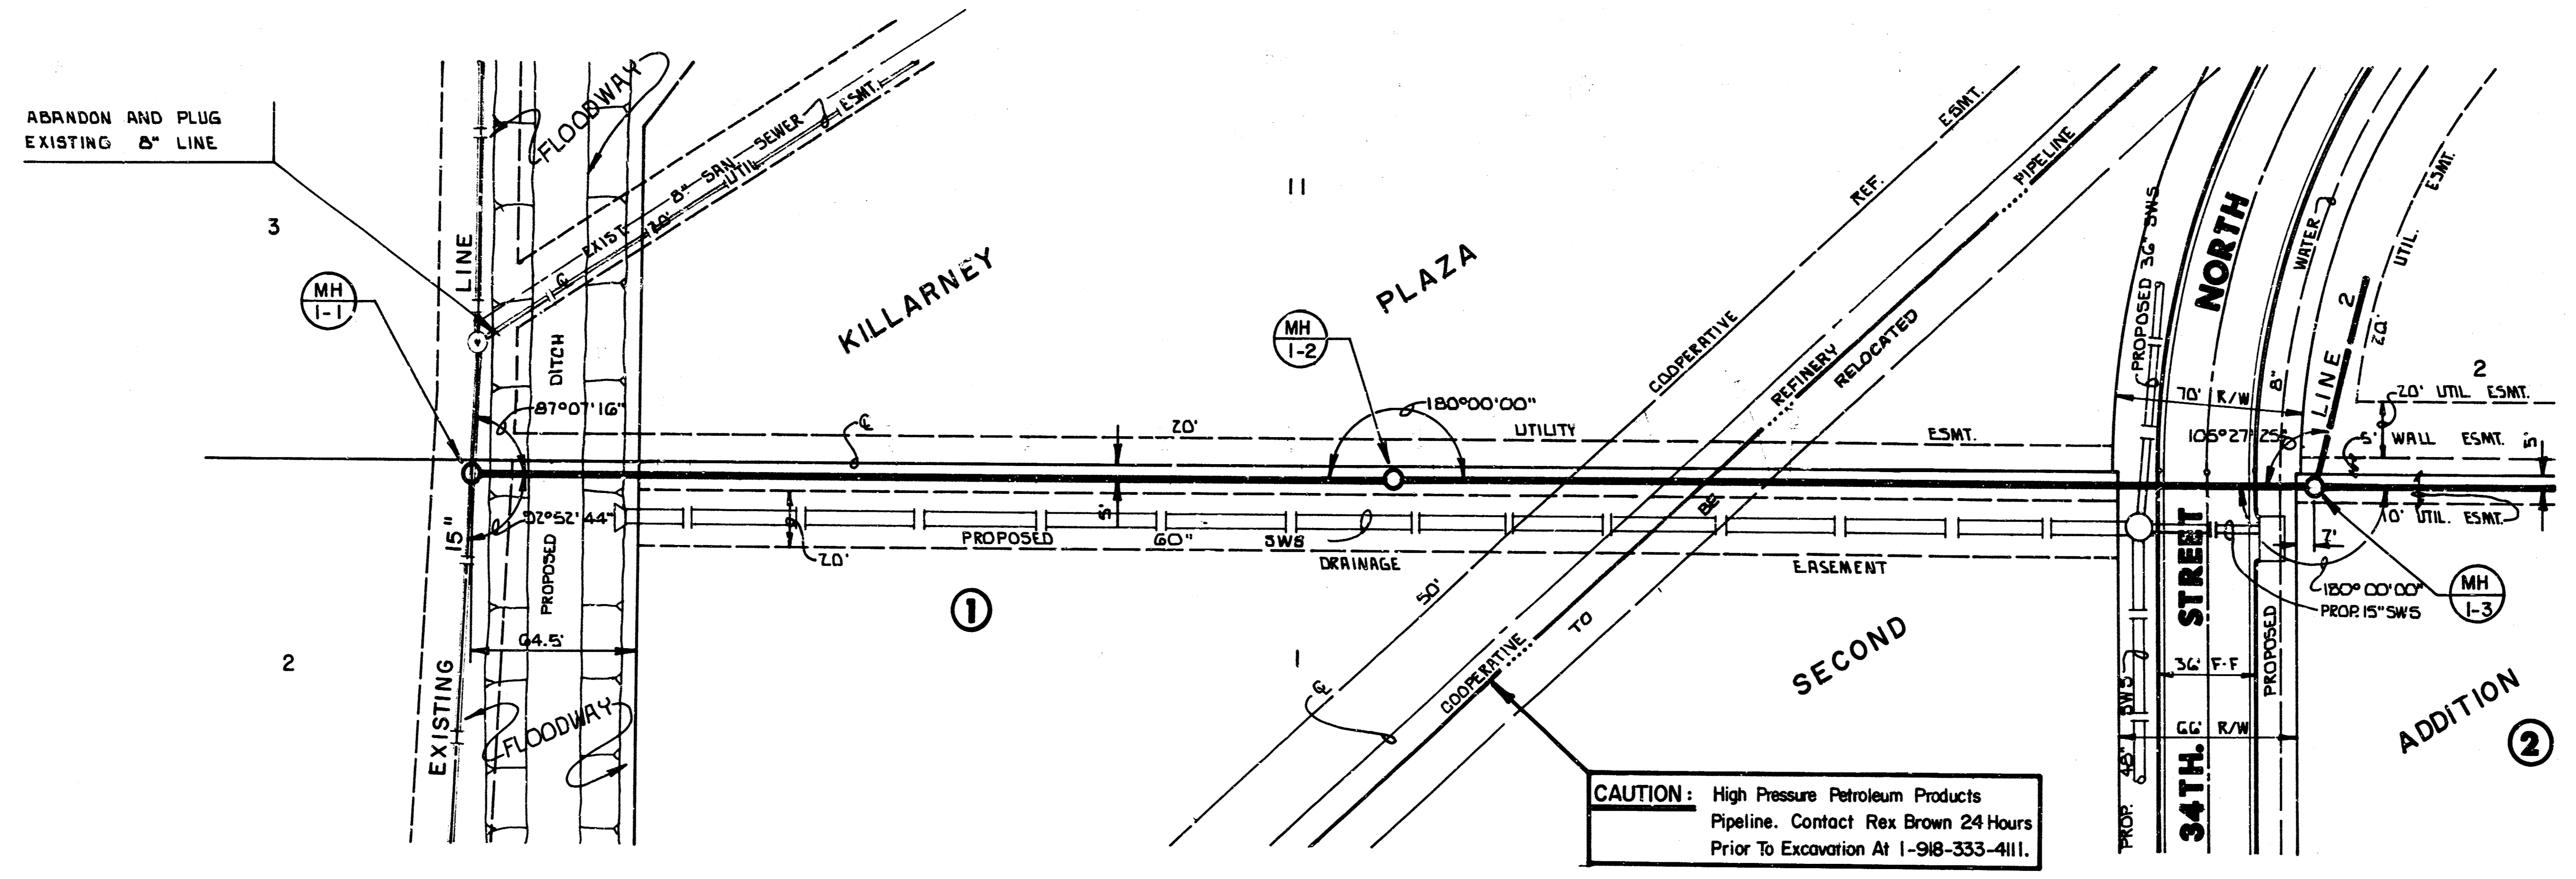 ABANDON AND PLUG
EXISTING 8" LINE
3
MH
1-1
LINE
FLOODWAY
EXIST. 8" SAN SEWER
20' UTIL. ESMT.
℄
DITCH
87°07'16"
92°52'44"
15"
PROPOSED
64.5'
EXISTING
FLOODWAY
2
KILLARNEY
PLAZA
11
MH
1-2
180°00'00"
℄
20' UTILITY ESMT.
5'
PROPOSED 60" SWS
20'
DRAINAGE EASEMENT
1
1
50' COOPERATIVE REF. ESMT.
℄
COOPERATIVE REFINERY PIPELINE
TO BE RELOCATED
SECOND
CAUTION: High Pressure Petroleum Products
Pipeline. Contact Rex Brown 24 Hours
Prior To Excavation At 1-918-333-4111.
PROPOSED 36" SWS
NORTH
8" WATER
LINE 2
20' UTIL. ESMT.
2
70' R/W
20' UTIL ESMT.
105°27'25"
5' WALL ESMT.
5'
10' UTIL. ESMT.
7'
180°00'00"
PROP. 15" SWS
MH
1-3
34TH. STREET
PROPOSED
36' F-F
66' R/W
PROP. 48" SWS
ADDITION
2